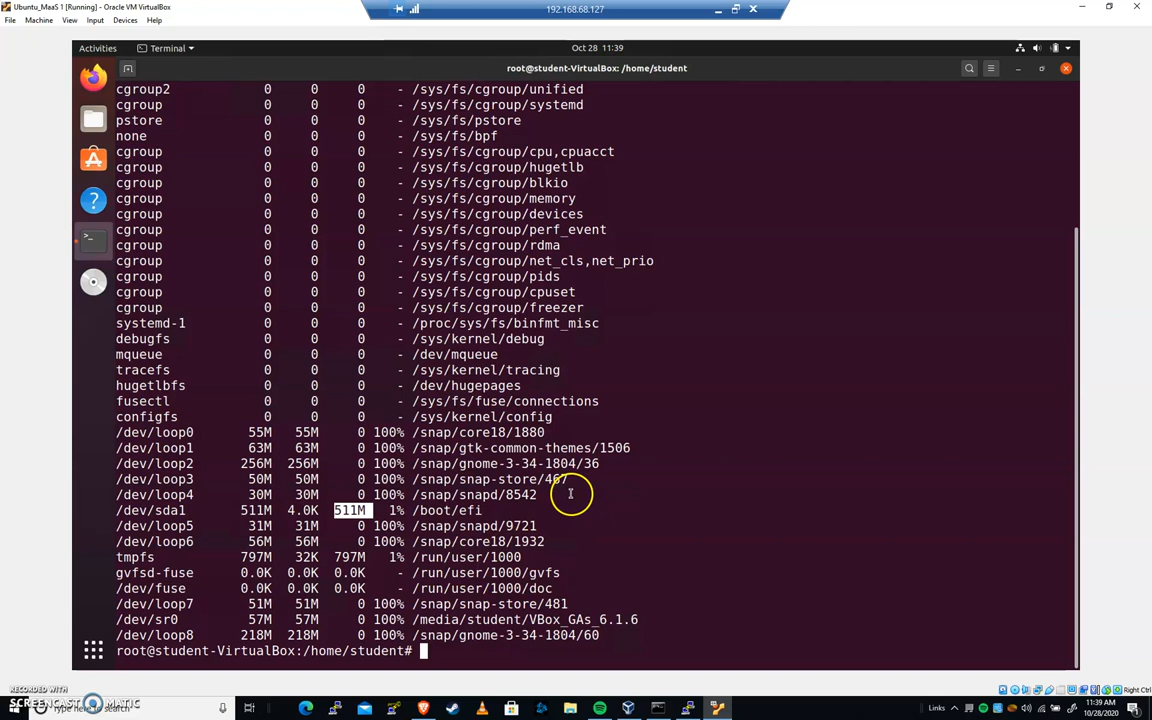 Ubuntu_MaaS 1 [Running] - Oracle VM VirtualBox
192.168.68.127
File Machine View Input Devices Help
Activities Terminal Oct 28 11:39
root@student-VirtualBox: /home/student
cgroup2 0 0 0 - /sys/fs/cgroup/unified
cgroup 0 0 0 - /sys/fs/cgroup/systemd
pstore 0 0 0 - /sys/fs/pstore
none 0 0 0 - /sys/fs/bpf
cgroup 0 0 0 - /sys/fs/cgroup/cpu,cpuacct
cgroup 0 0 0 - /sys/fs/cgroup/hugetlb
cgroup 0 0 0 - /sys/fs/cgroup/blkio
cgroup 0 0 0 - /sys/fs/cgroup/memory
cgroup 0 0 0 - /sys/fs/cgroup/devices
cgroup 0 0 0 - /sys/fs/cgroup/perf_event
cgroup 0 0 0 - /sys/fs/cgroup/rdma
cgroup 0 0 0 - /sys/fs/cgroup/net_cls,net_prio
cgroup 0 0 0 - /sys/fs/cgroup/pids
cgroup 0 0 0 - /sys/fs/cgroup/cpuset
cgroup 0 0 0 - /sys/fs/cgroup/freezer
systemd-1 0 0 0 - /proc/sys/fs/binfmt_misc
debugfs 0 0 0 - /sys/kernel/debug
mqueue 0 0 0 - /dev/mqueue
tracefs 0 0 0 - /sys/kernel/tracing
hugetlbfs 0 0 0 - /dev/hugepages
fusectl 0 0 0 - /sys/fs/fuse/connections
configfs 0 0 0 - /sys/kernel/config
/dev/loop0 55M 55M 0 100% /snap/core18/1880
/dev/loop1 63M 63M 0 100% /snap/gtk-common-themes/1506
/dev/loop2 256M 256M 0 100% /snap/gnome-3-34-1804/36
/dev/loop3 50M 50M 0 100% /snap/snap-store/467
/dev/loop4 30M 30M 0 100% /snap/snapd/8542
/dev/sda1 511M 4.0K 511M 1% /boot/efi
/dev/loop5 31M 31M 0 100% /snap/snapd/9721
/dev/loop6 56M 56M 0 100% /snap/core18/1932
tmpfs 797M 32K 797M 1% /run/user/1000
gvfsd-fuse 0.0K 0.0K 0.0K - /run/user/1000/gvfs
/dev/fuse 0.0K 0.0K 0.0K - /run/user/1000/doc
/dev/loop7 51M 51M 0 100% /snap/snap-store/481
/dev/sr0 57M 57M 0 100% /media/student/VBox_GAs_6.1.6
/dev/loop8 218M 218M 0 100% /snap/gnome-3-34-1804/60
root@student-VirtualBox:/home/student#
Right Ctrl
RECORDED WITH
SCREENCAST MATIC
Type here to search
Links
11:39 AM
10/28/2020